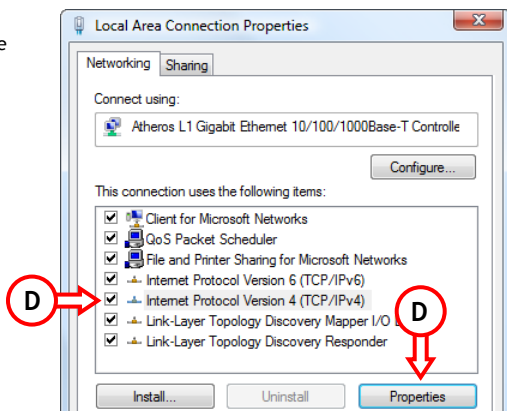 e
Local Area Connection Properties
Networking Sharing
Connect using:
Atheros L1 Gigabit Ethernet 10/100/1000Base-T Controlle
Configure...
This connection uses the following items:
Client for Microsoft Networks
QoS Packet Scheduler
File and Printer Sharing for Microsoft Networks
Internet Protocol Version 6 (TCP/IPv6)
D Internet Protocol Version 4 (TCP/IPv4) D
Link-Layer Topology Discovery Mapper I/O
Link-Layer Topology Discovery Responder
Install... Uninstall Properties